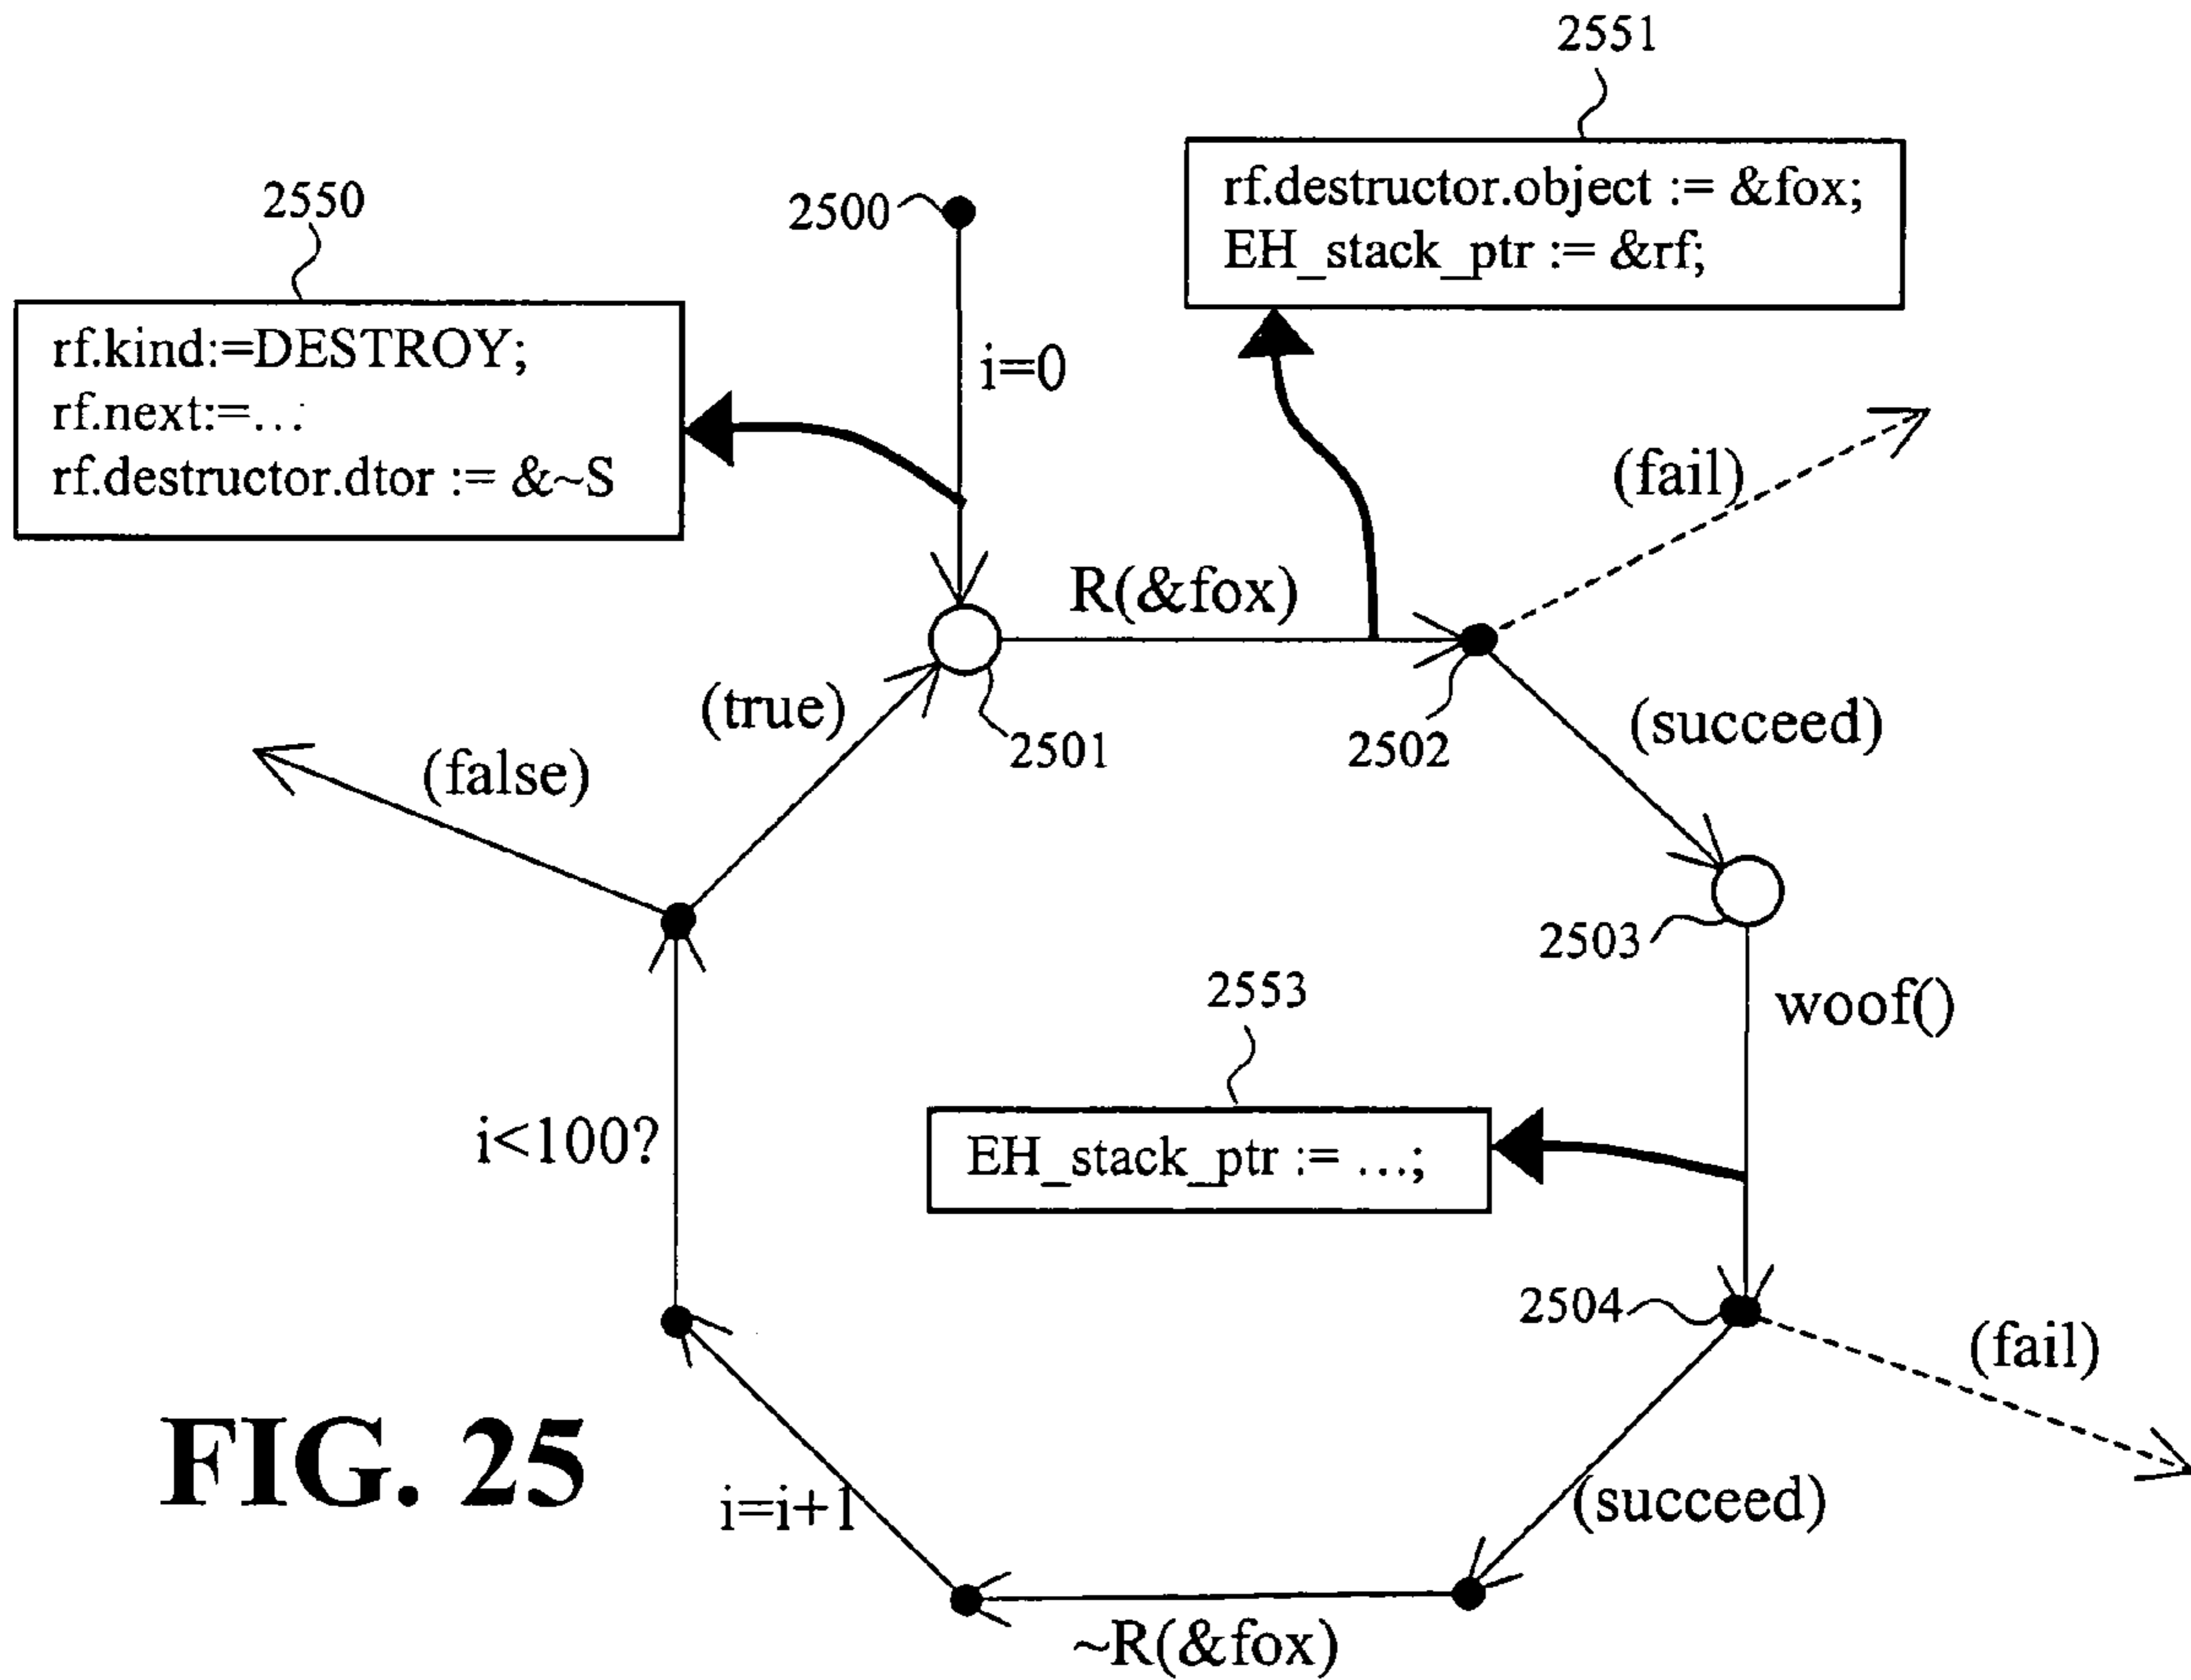 2551
rf.destructor.object := &fox;
EH_stack_ptr := &rf;
2550
2500
rf.kind:=DESTROY;
rf.next:=…:
rf.destructor.dtor := &~S
i=0
(fail)
R(&fox)
(true)
2501
2502
(succeed)
(false)
2503
2553
woof()
EH_stack_ptr := …;
i<100?
2504
(fail)
FIG. 25
i=i+1
(succeed)
~R(&fox)